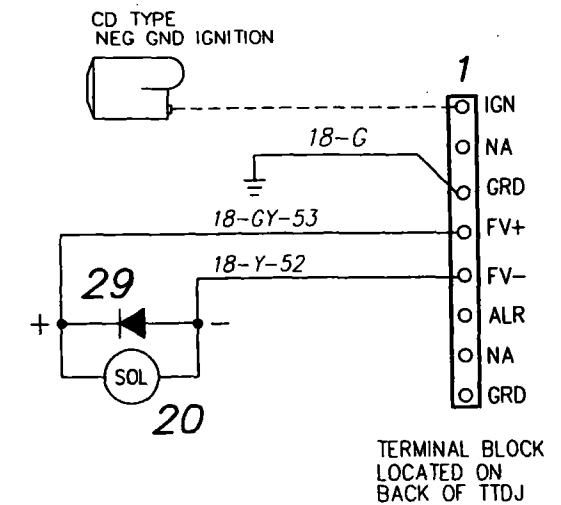 CD TYPE
NEG GND IGNITION
1
IGN
18-G
NA
GRD
18-GY-53
FV+
18-Y-52
FV-
29
+
-
ALR
SOL
NA
20
GRD
TERMINAL BLOCK
LOCATED ON
BACK OF TTDJ